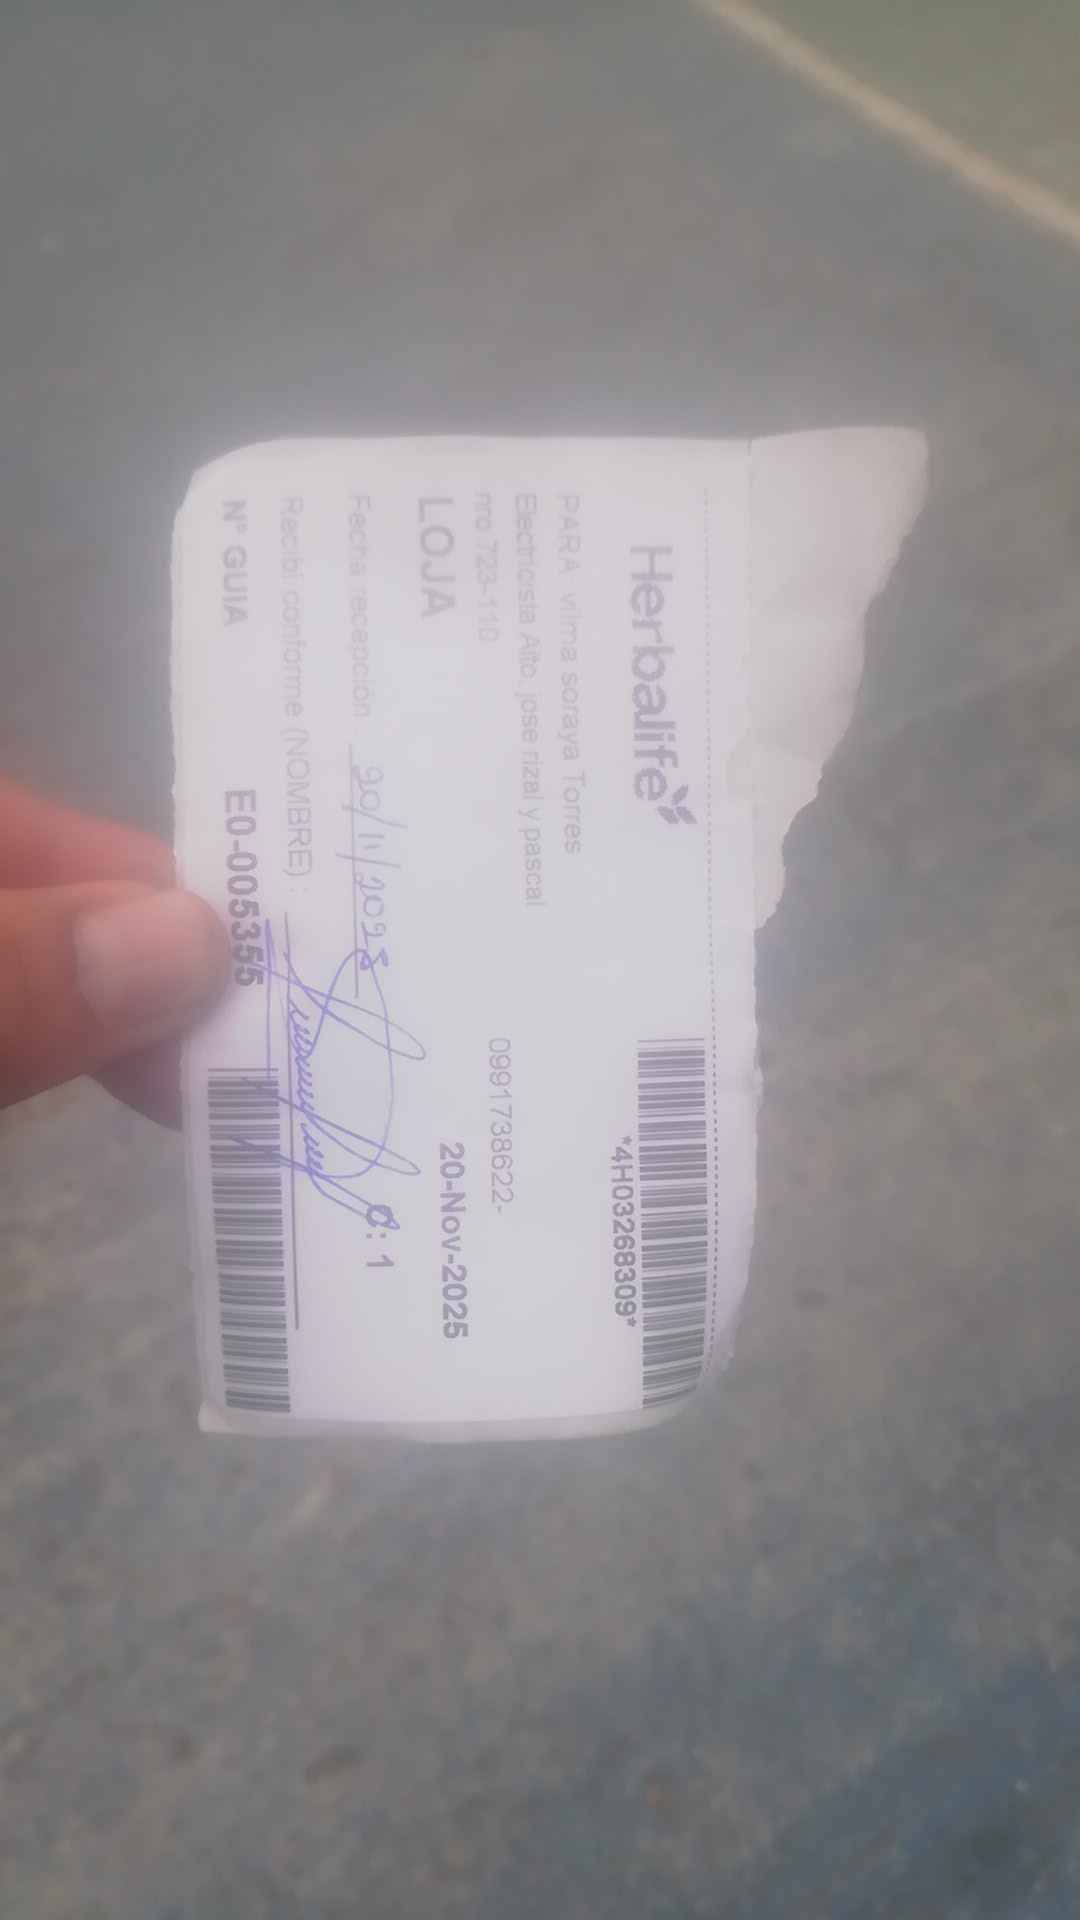 Herbalife
*4H03268309*
PARA vilma soraya Torres
Electricista Alto. jose rizal y pascal
nro 723-110 0991738622-
LOJA 20-Nov-2025
Fecha recepción 20/11/2025 : 1
Recibí conforme (NOMBRE) :
Nº GUIA E0-005355